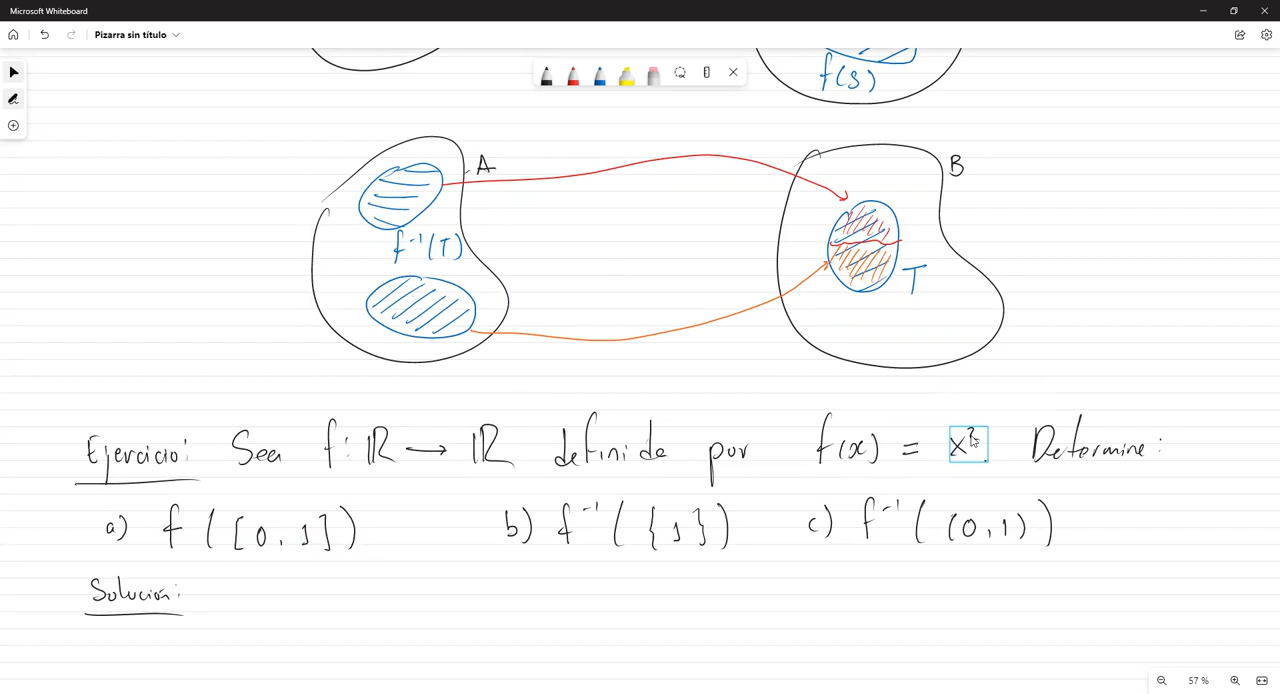 Microsoft Whiteboard
Pizarra sin título
f(S)
A
B
f⁻¹(T)
T
Ejercicio: Sea f: ℝ → ℝ definida por f(x) = x². Determine:
a) f([0,1]) b) f⁻¹({1}) c) f⁻¹((0,1))
Solución:
57 %